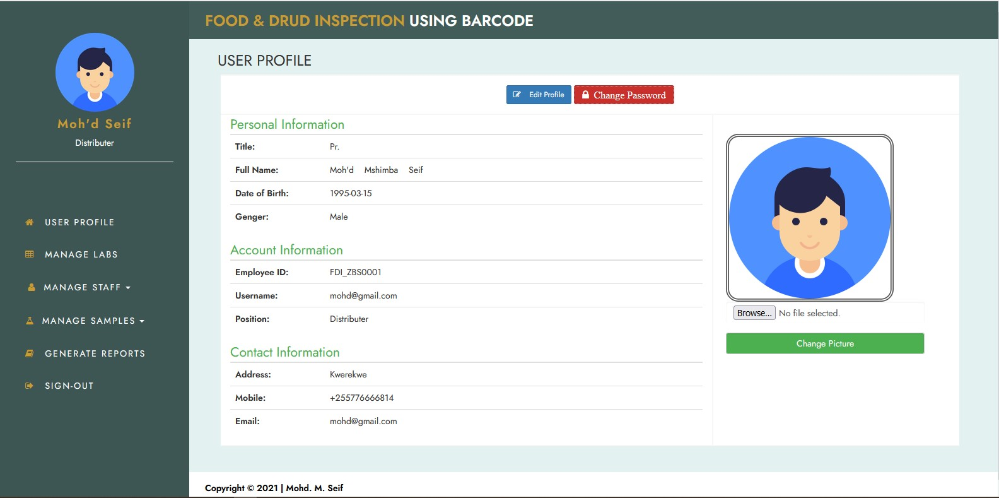 FOOD & DRUD INSPECTION USING BARCODE
Moh'd Seif
Distributer
USER PROFILE
MANAGE LABS
MANAGE STAFF
MANAGE SAMPLES
GENERATE REPORTS
SIGN-OUT
USER PROFILE
Edit Profile Change Password
Personal Information
Title: Pr.
Full Name: Moh'd Mshimba Seif
Date of Birth: 1995-03-15
Genger: Male
Account Information
Employee ID: FDI_ZBS0001
Username: mohd@gmail.com
Position: Distributer
Contact Information
Address: Kwerekwe
Mobile: +255776666814
Email: mohd@gmail.com
Browse... No file selected.
Change Picture
Copyright © 2021 | Mohd. M. Seif